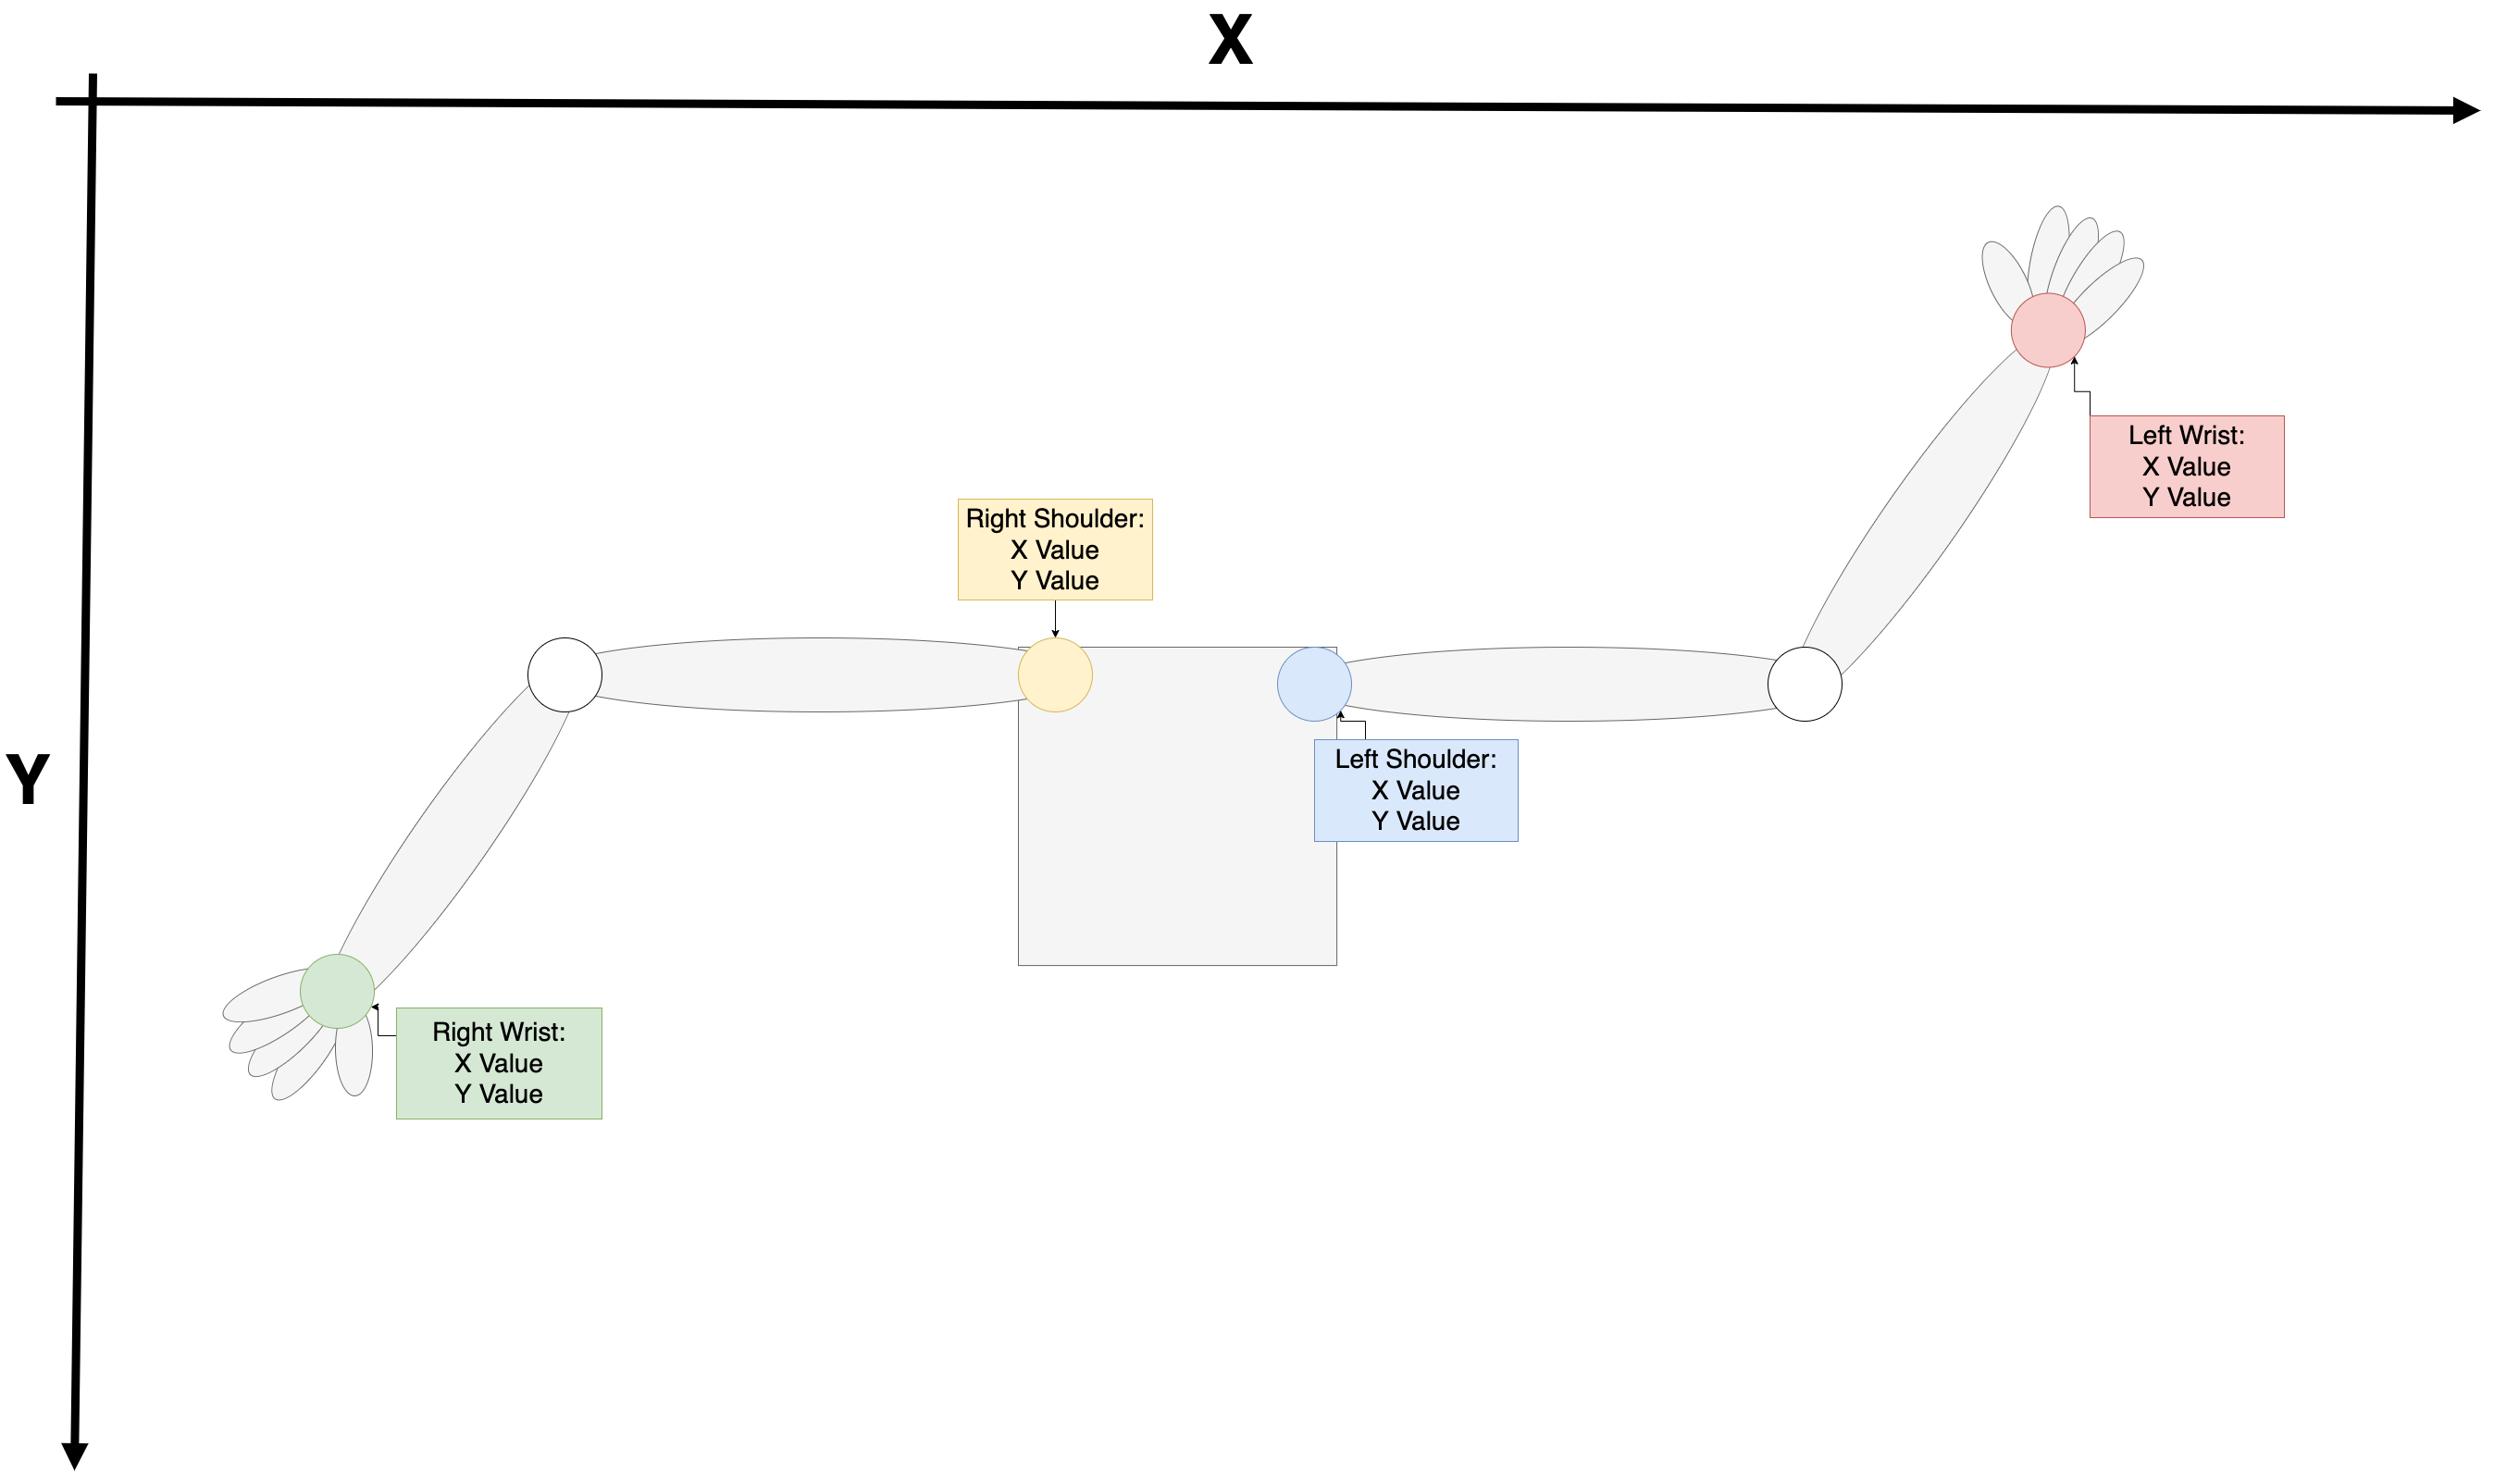 X
Left Wrist:
X Value
Y Value
Right Shoulder:
X Value
Y Value
Y
Left Shoulder:
X Value
Y Value
Right Wrist:
X Value
Y Value